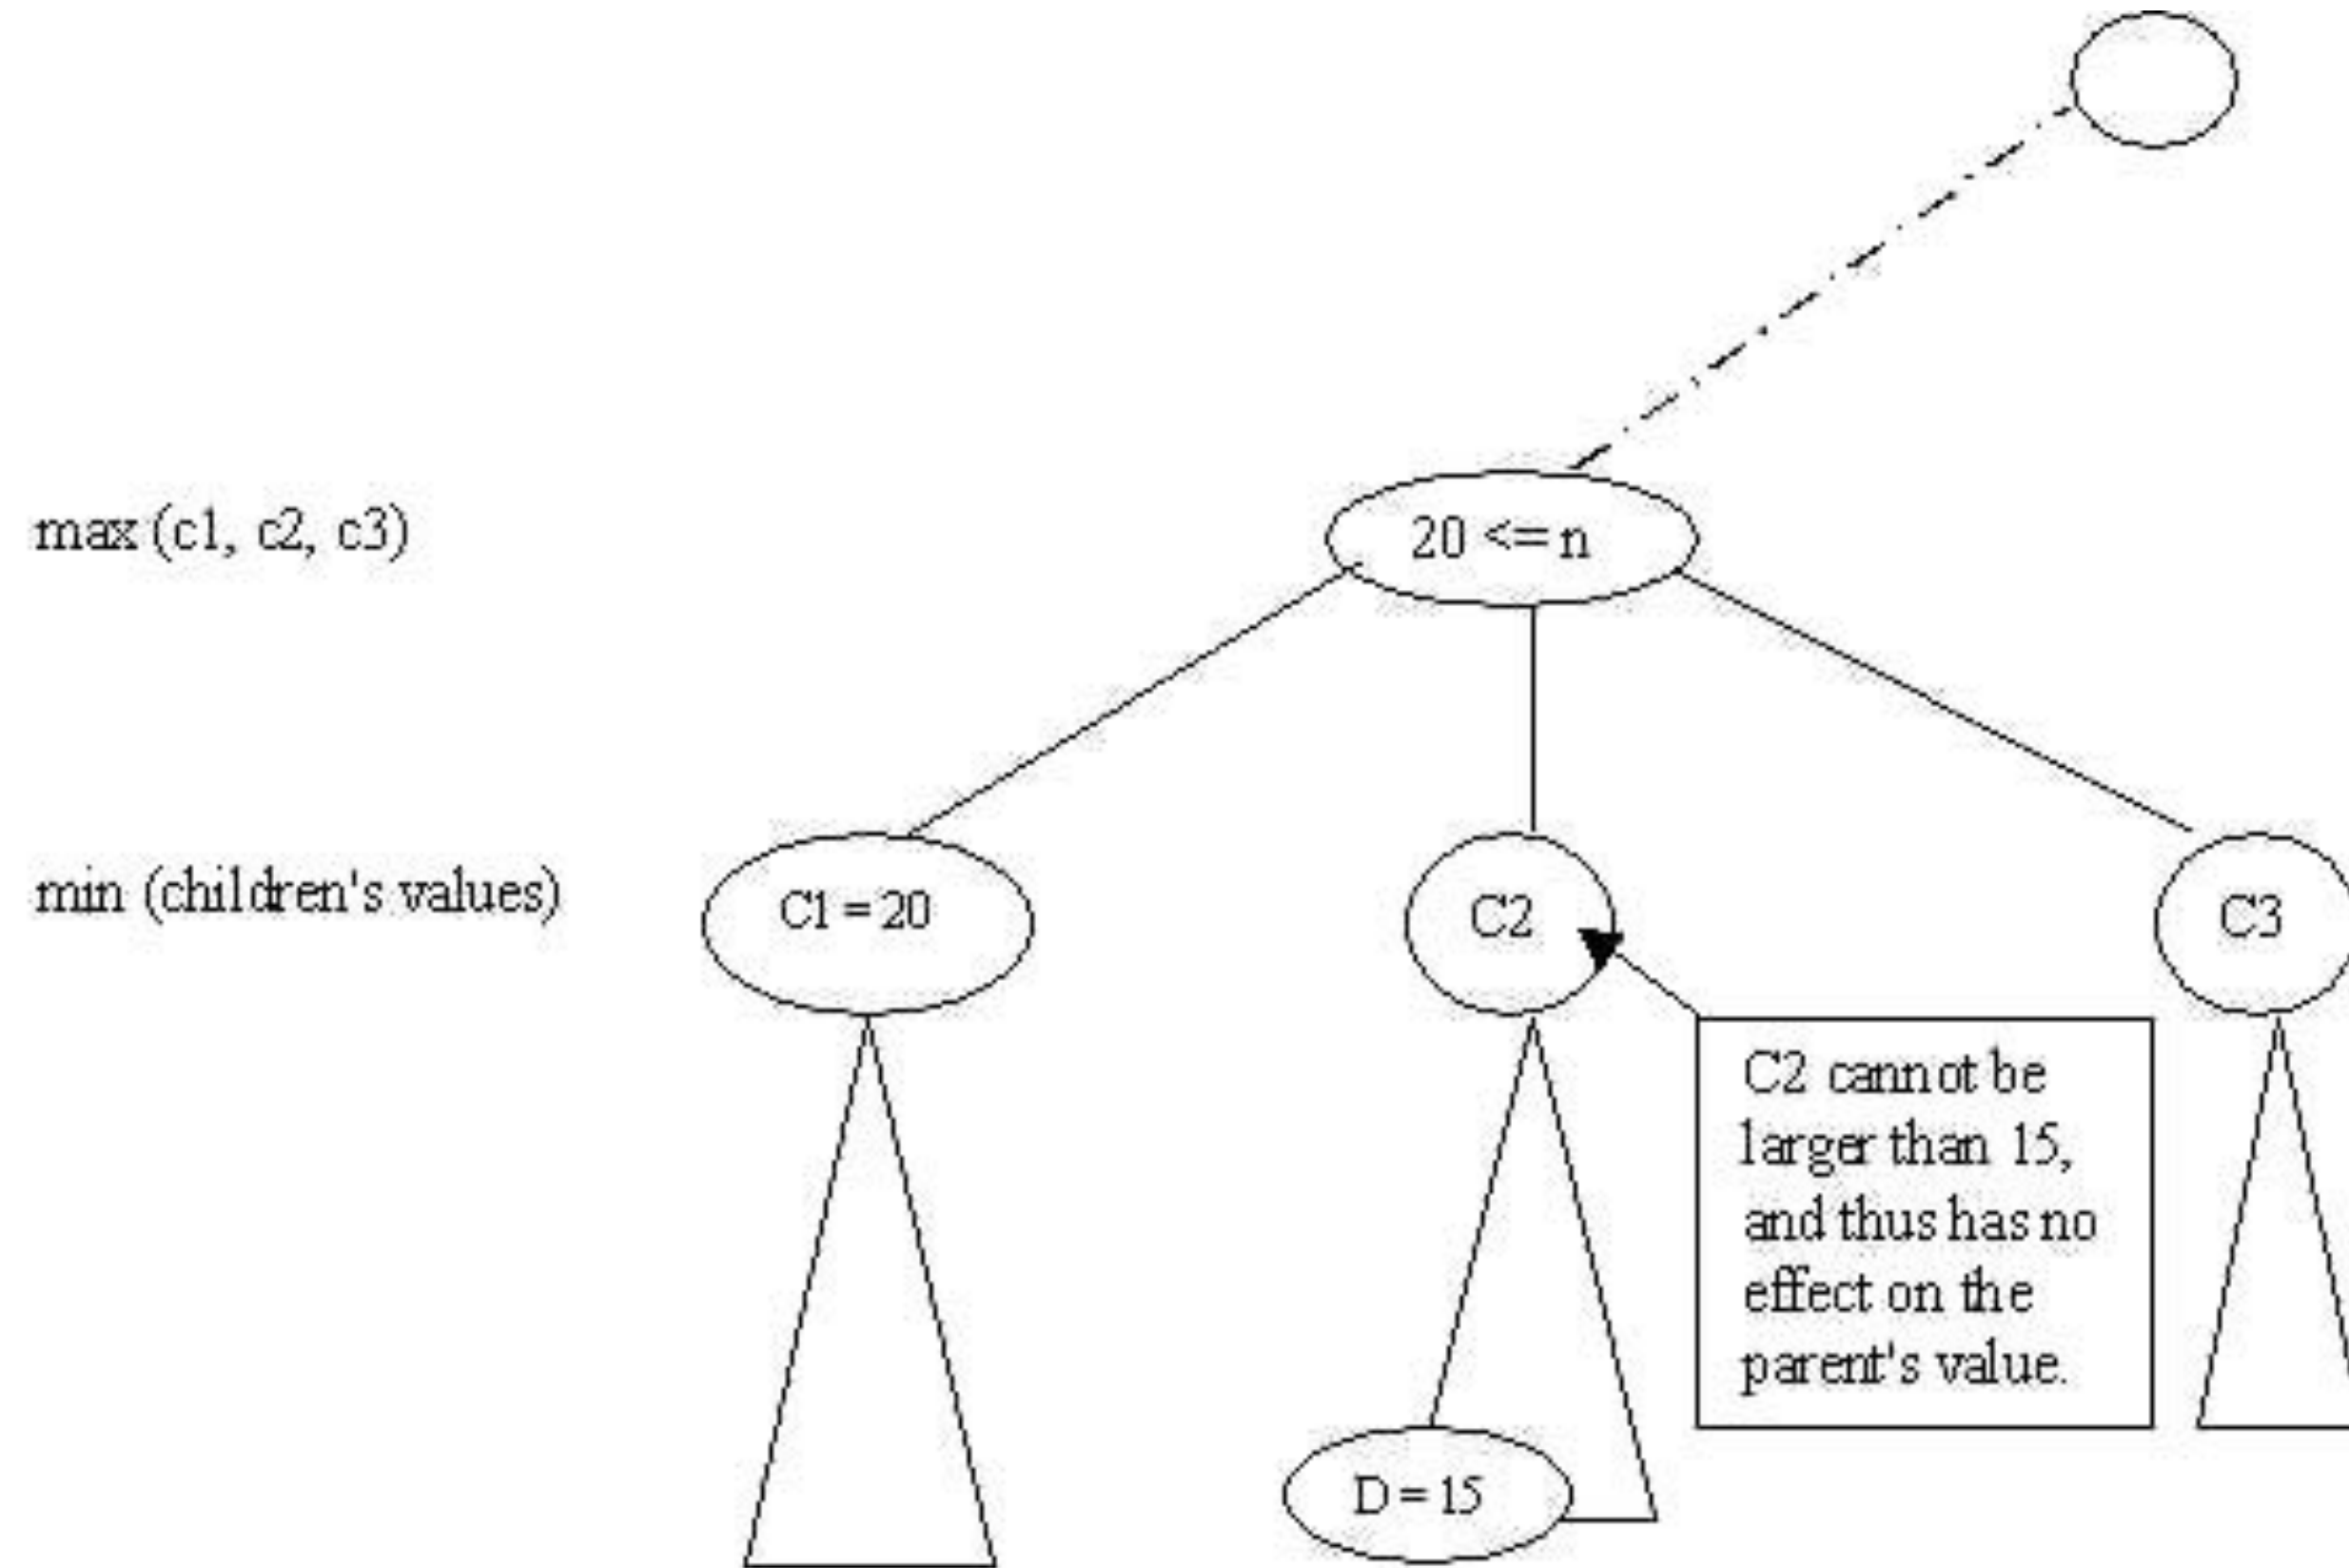 max (c1, c2, c3)
20 <= n
min (children's values)
C1 = 20
C2
C3
C2 cannot be
larger than 15,
and thus has no
effect on the
parent's value.
D = 15